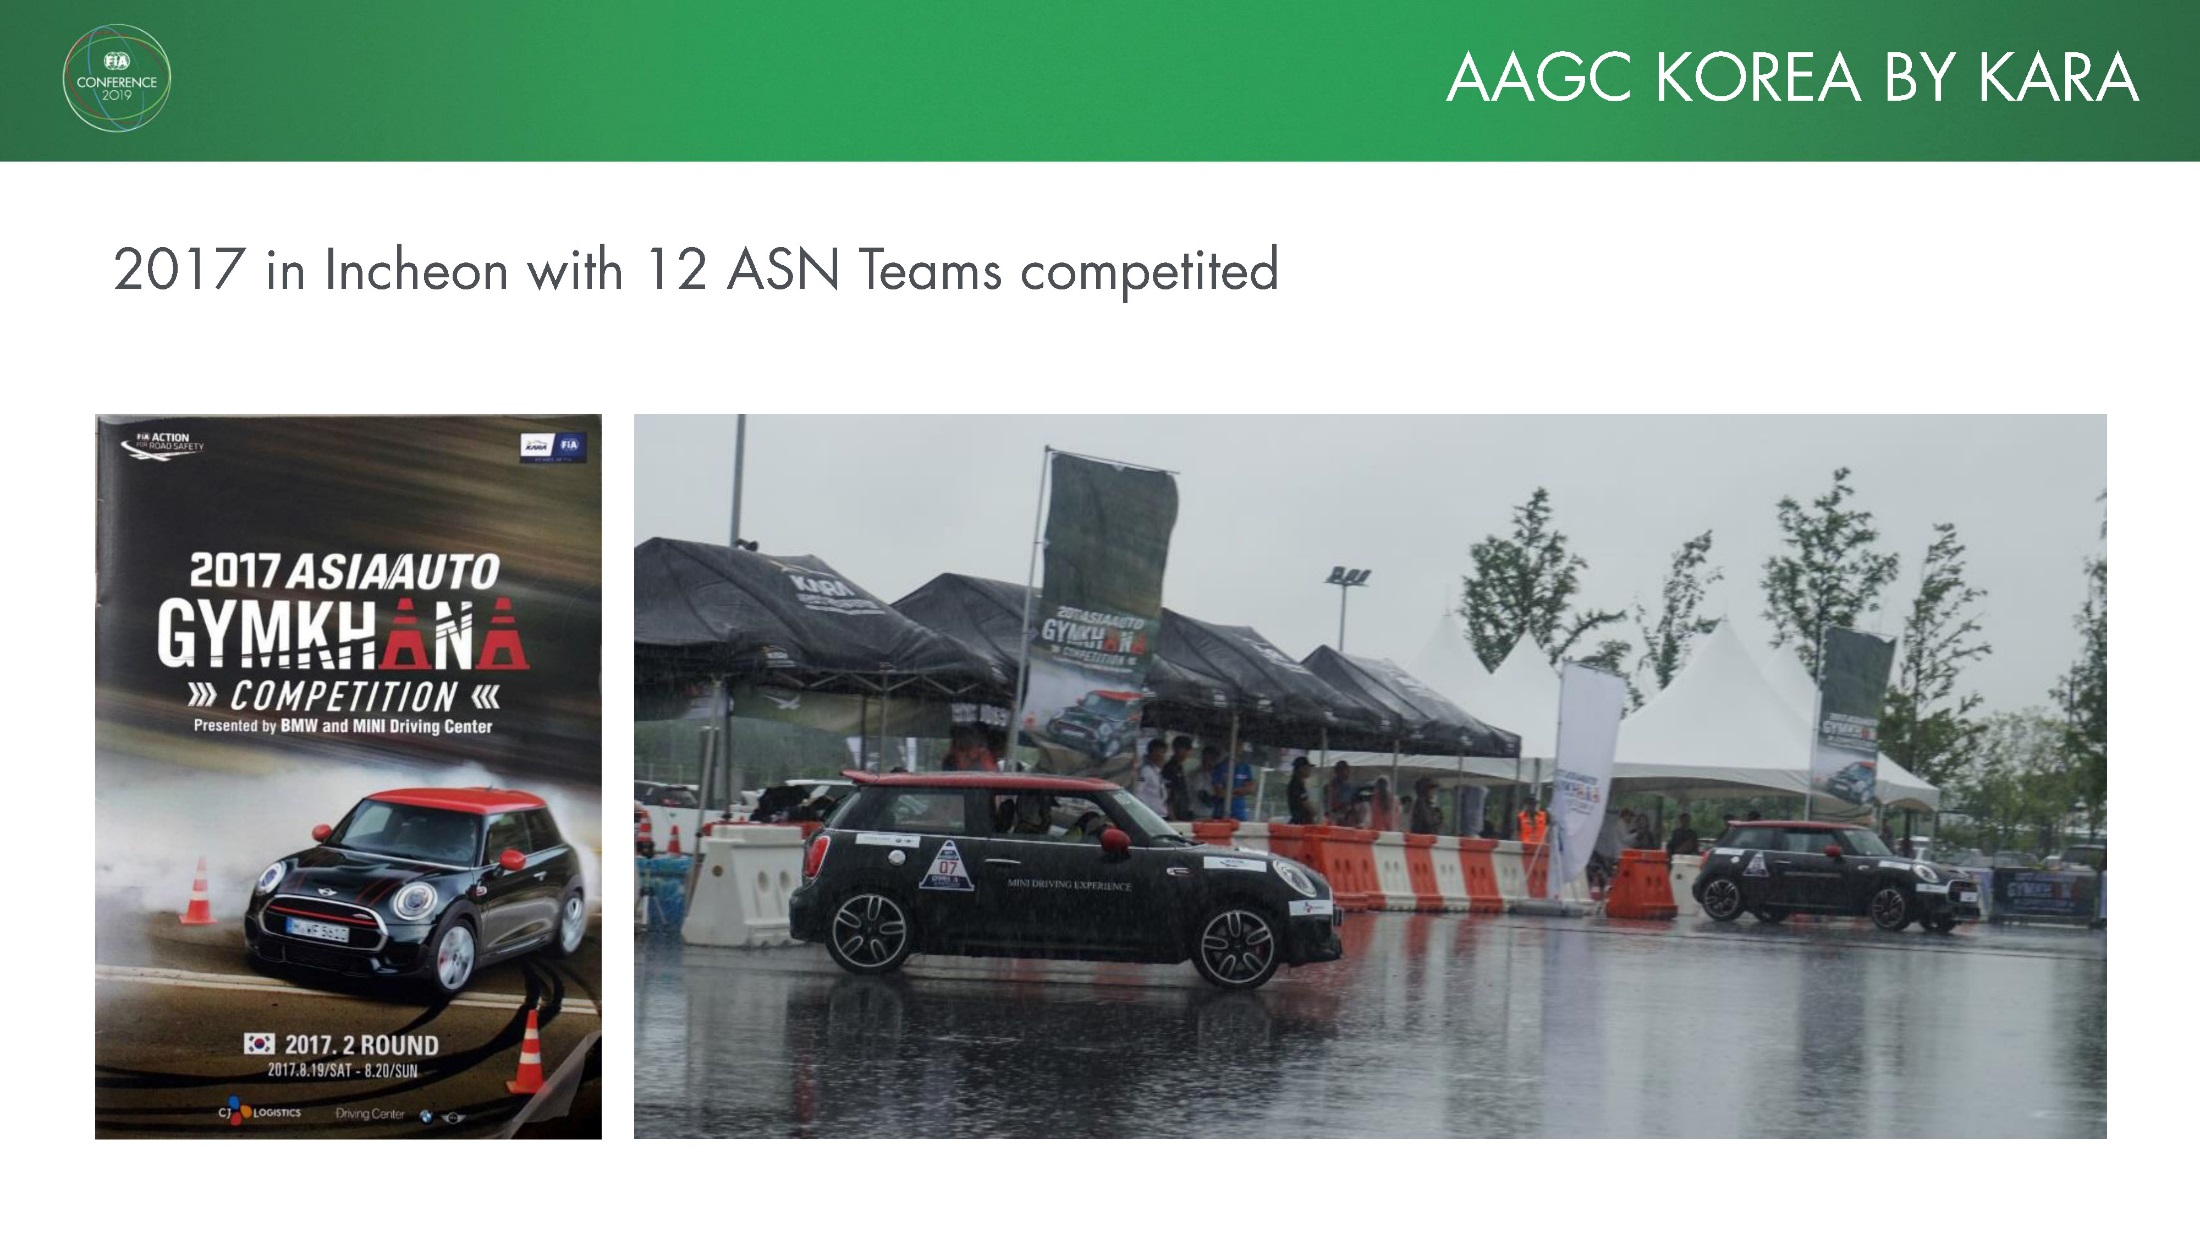 FIA
CONFERENCE
2019
AAGC KOREA BY KARA
2017 in Incheon with 12 ASN Teams competited
FIA ACTION
FOR ROAD SAFETY
KARA
FIA
2017 ASIA AUTO
GYMKHANA
COMPETITION
Presented by BMW and MINI Driving Center
2017. 2 ROUND
2017.8.19/SAT - 8.20/SUN
CJ LOGISTICS
Driving Center
KARA
2017 ASIA AUTO
GYMKHANA
COMPETITION
07
MINI DRIVING EXPERIENCE
GYMKHANA